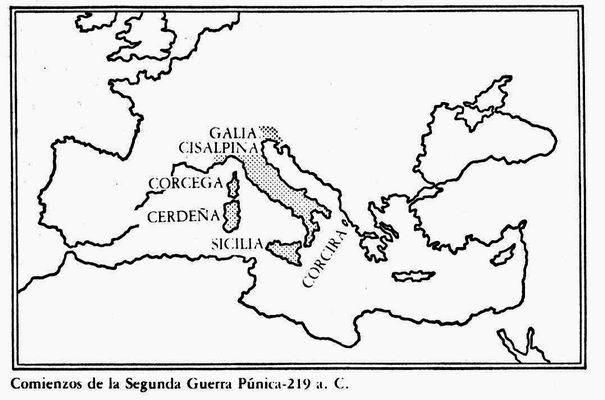 GALIA
CISALPINA
CORCEGA
CERDEÑA
SICILIA
CORCIRA
Comienzos de la Segunda Guerra Púnica-219 a. C.